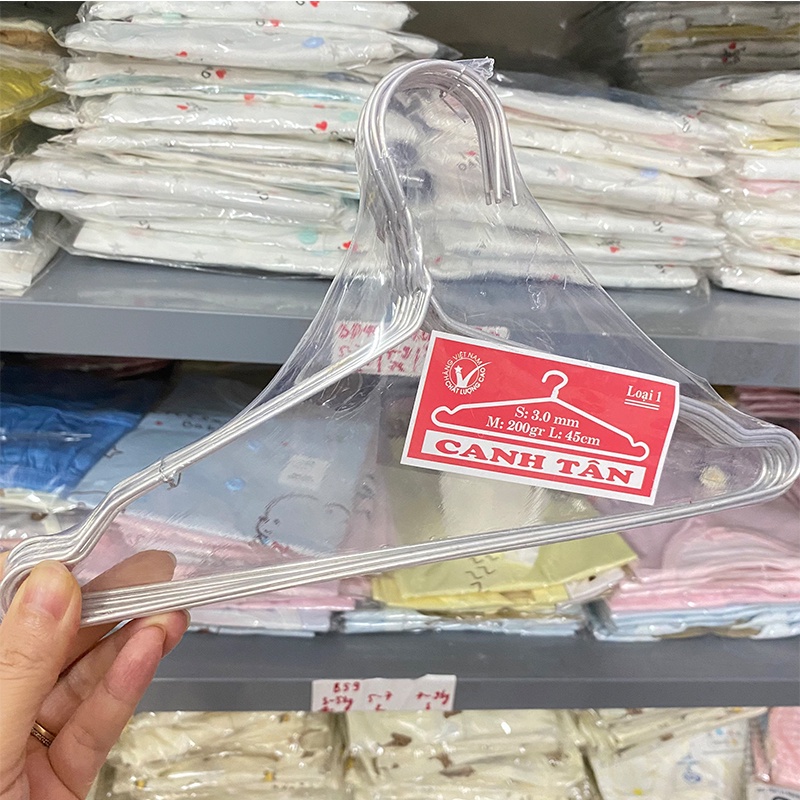 HÀNG VIỆT NAM
CHẤT LƯỢNG CAO
Loại 1
S: 3.0 mm
M: 200gr L: 45cm
CANH TÂN